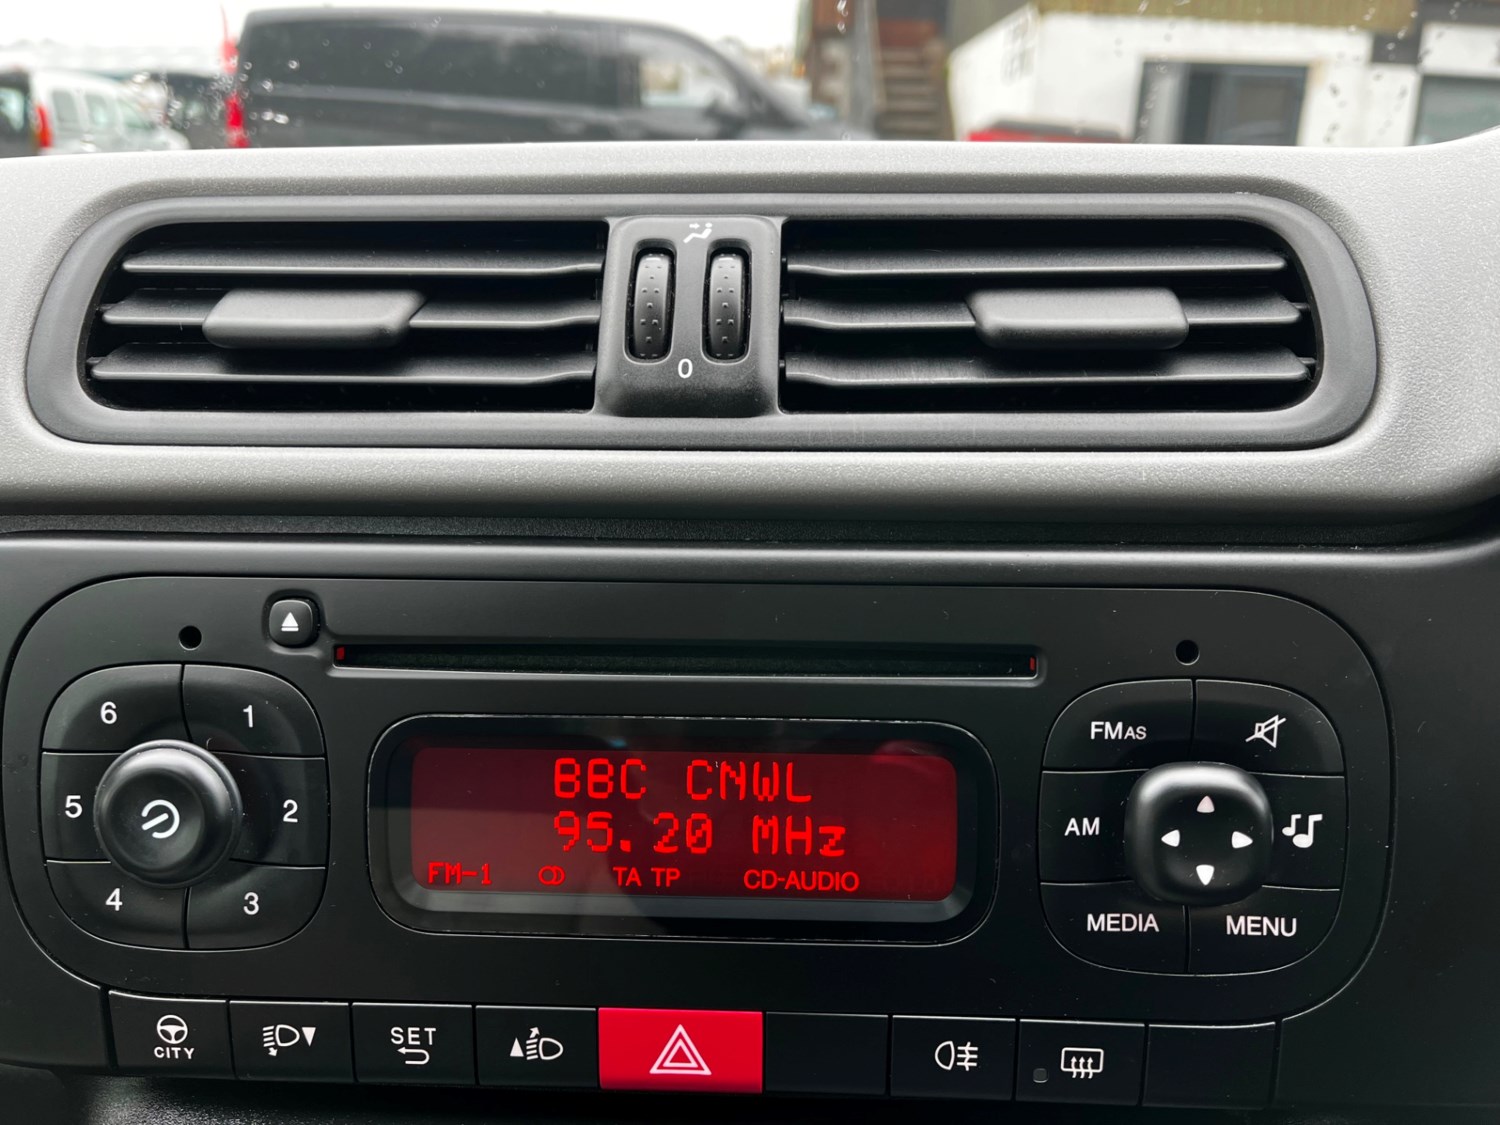 0
6 1
5 2
4 3
BBC CNWL
95.20 MHz
FM-1 TA TP CD-AUDIO
FMAS
AM
MEDIA MENU
CITY
SET